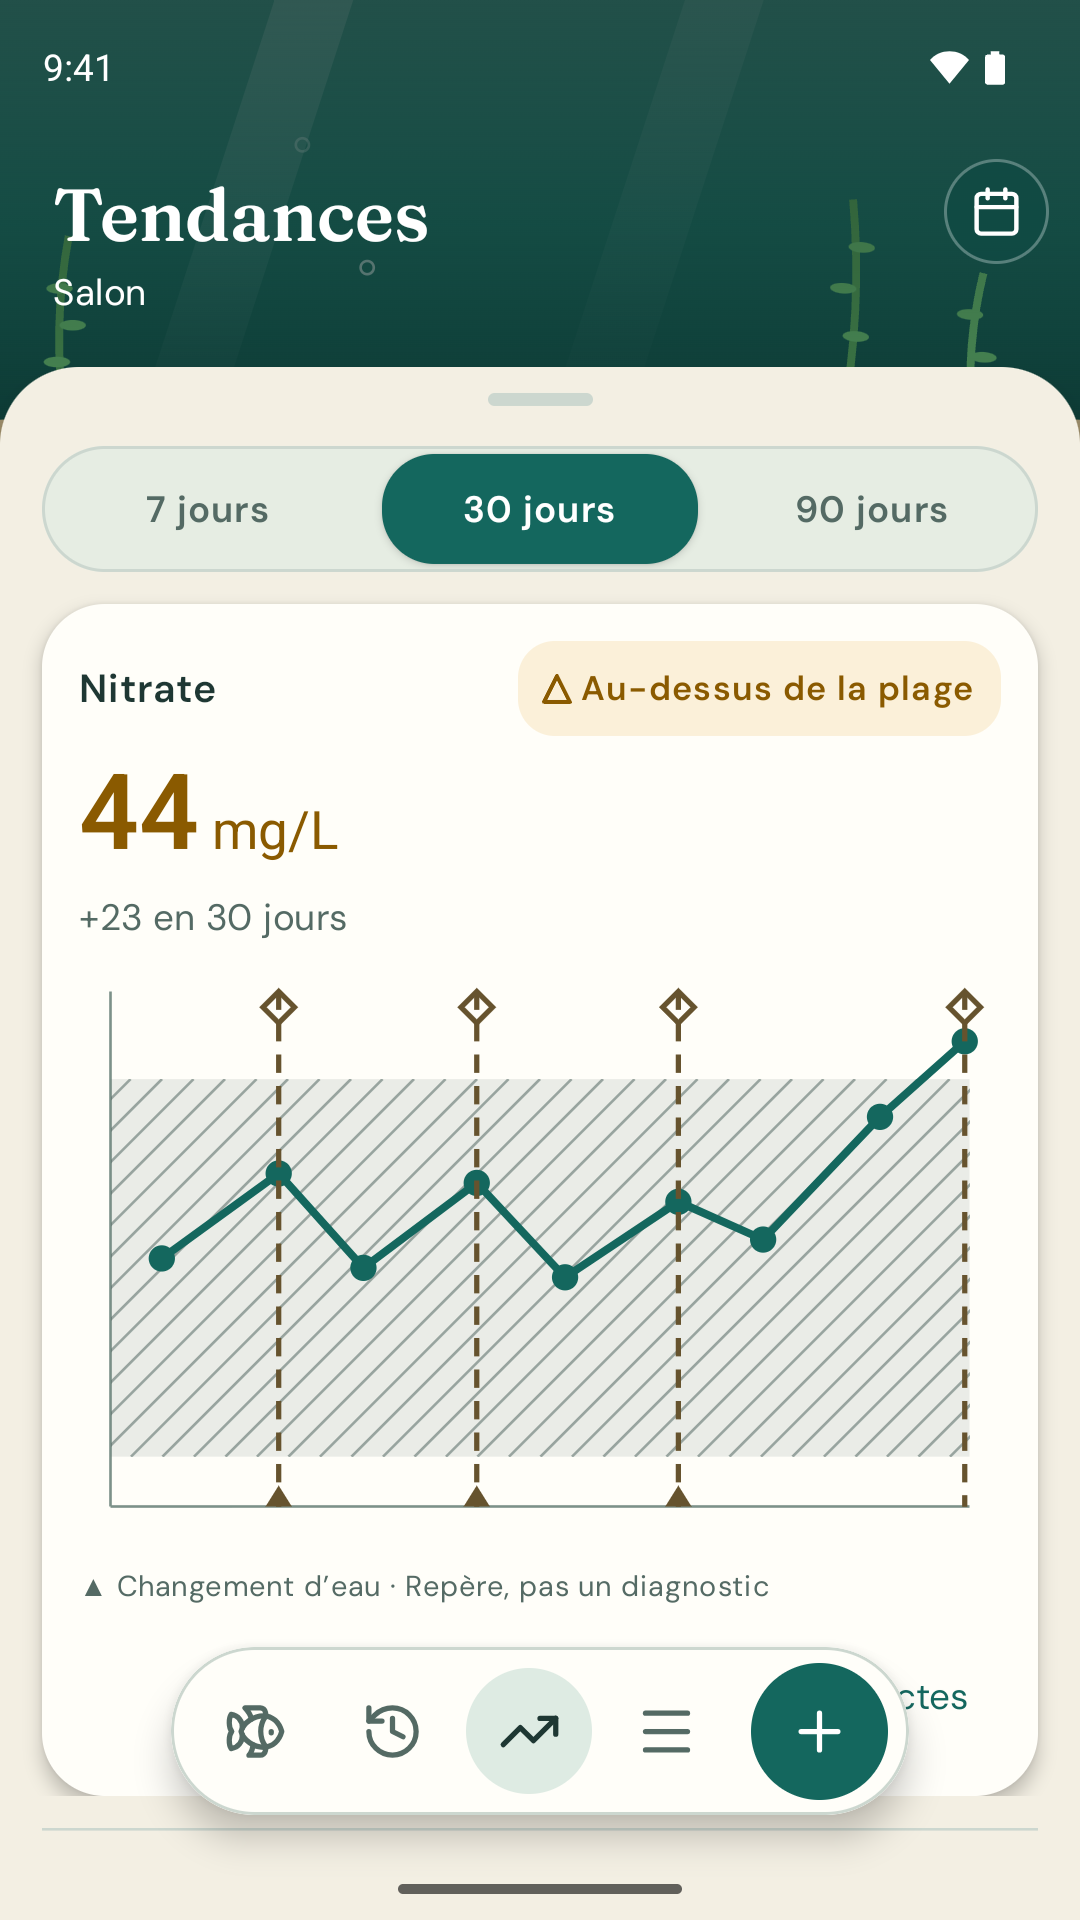 9:41
Tendances
Salon
7 jours
30 jours
90 jours
Nitrate
Au-dessus de la plage
44 mg/L
+23 en 30 jours
▲ Changement d’eau · Repère, pas un diagnostic